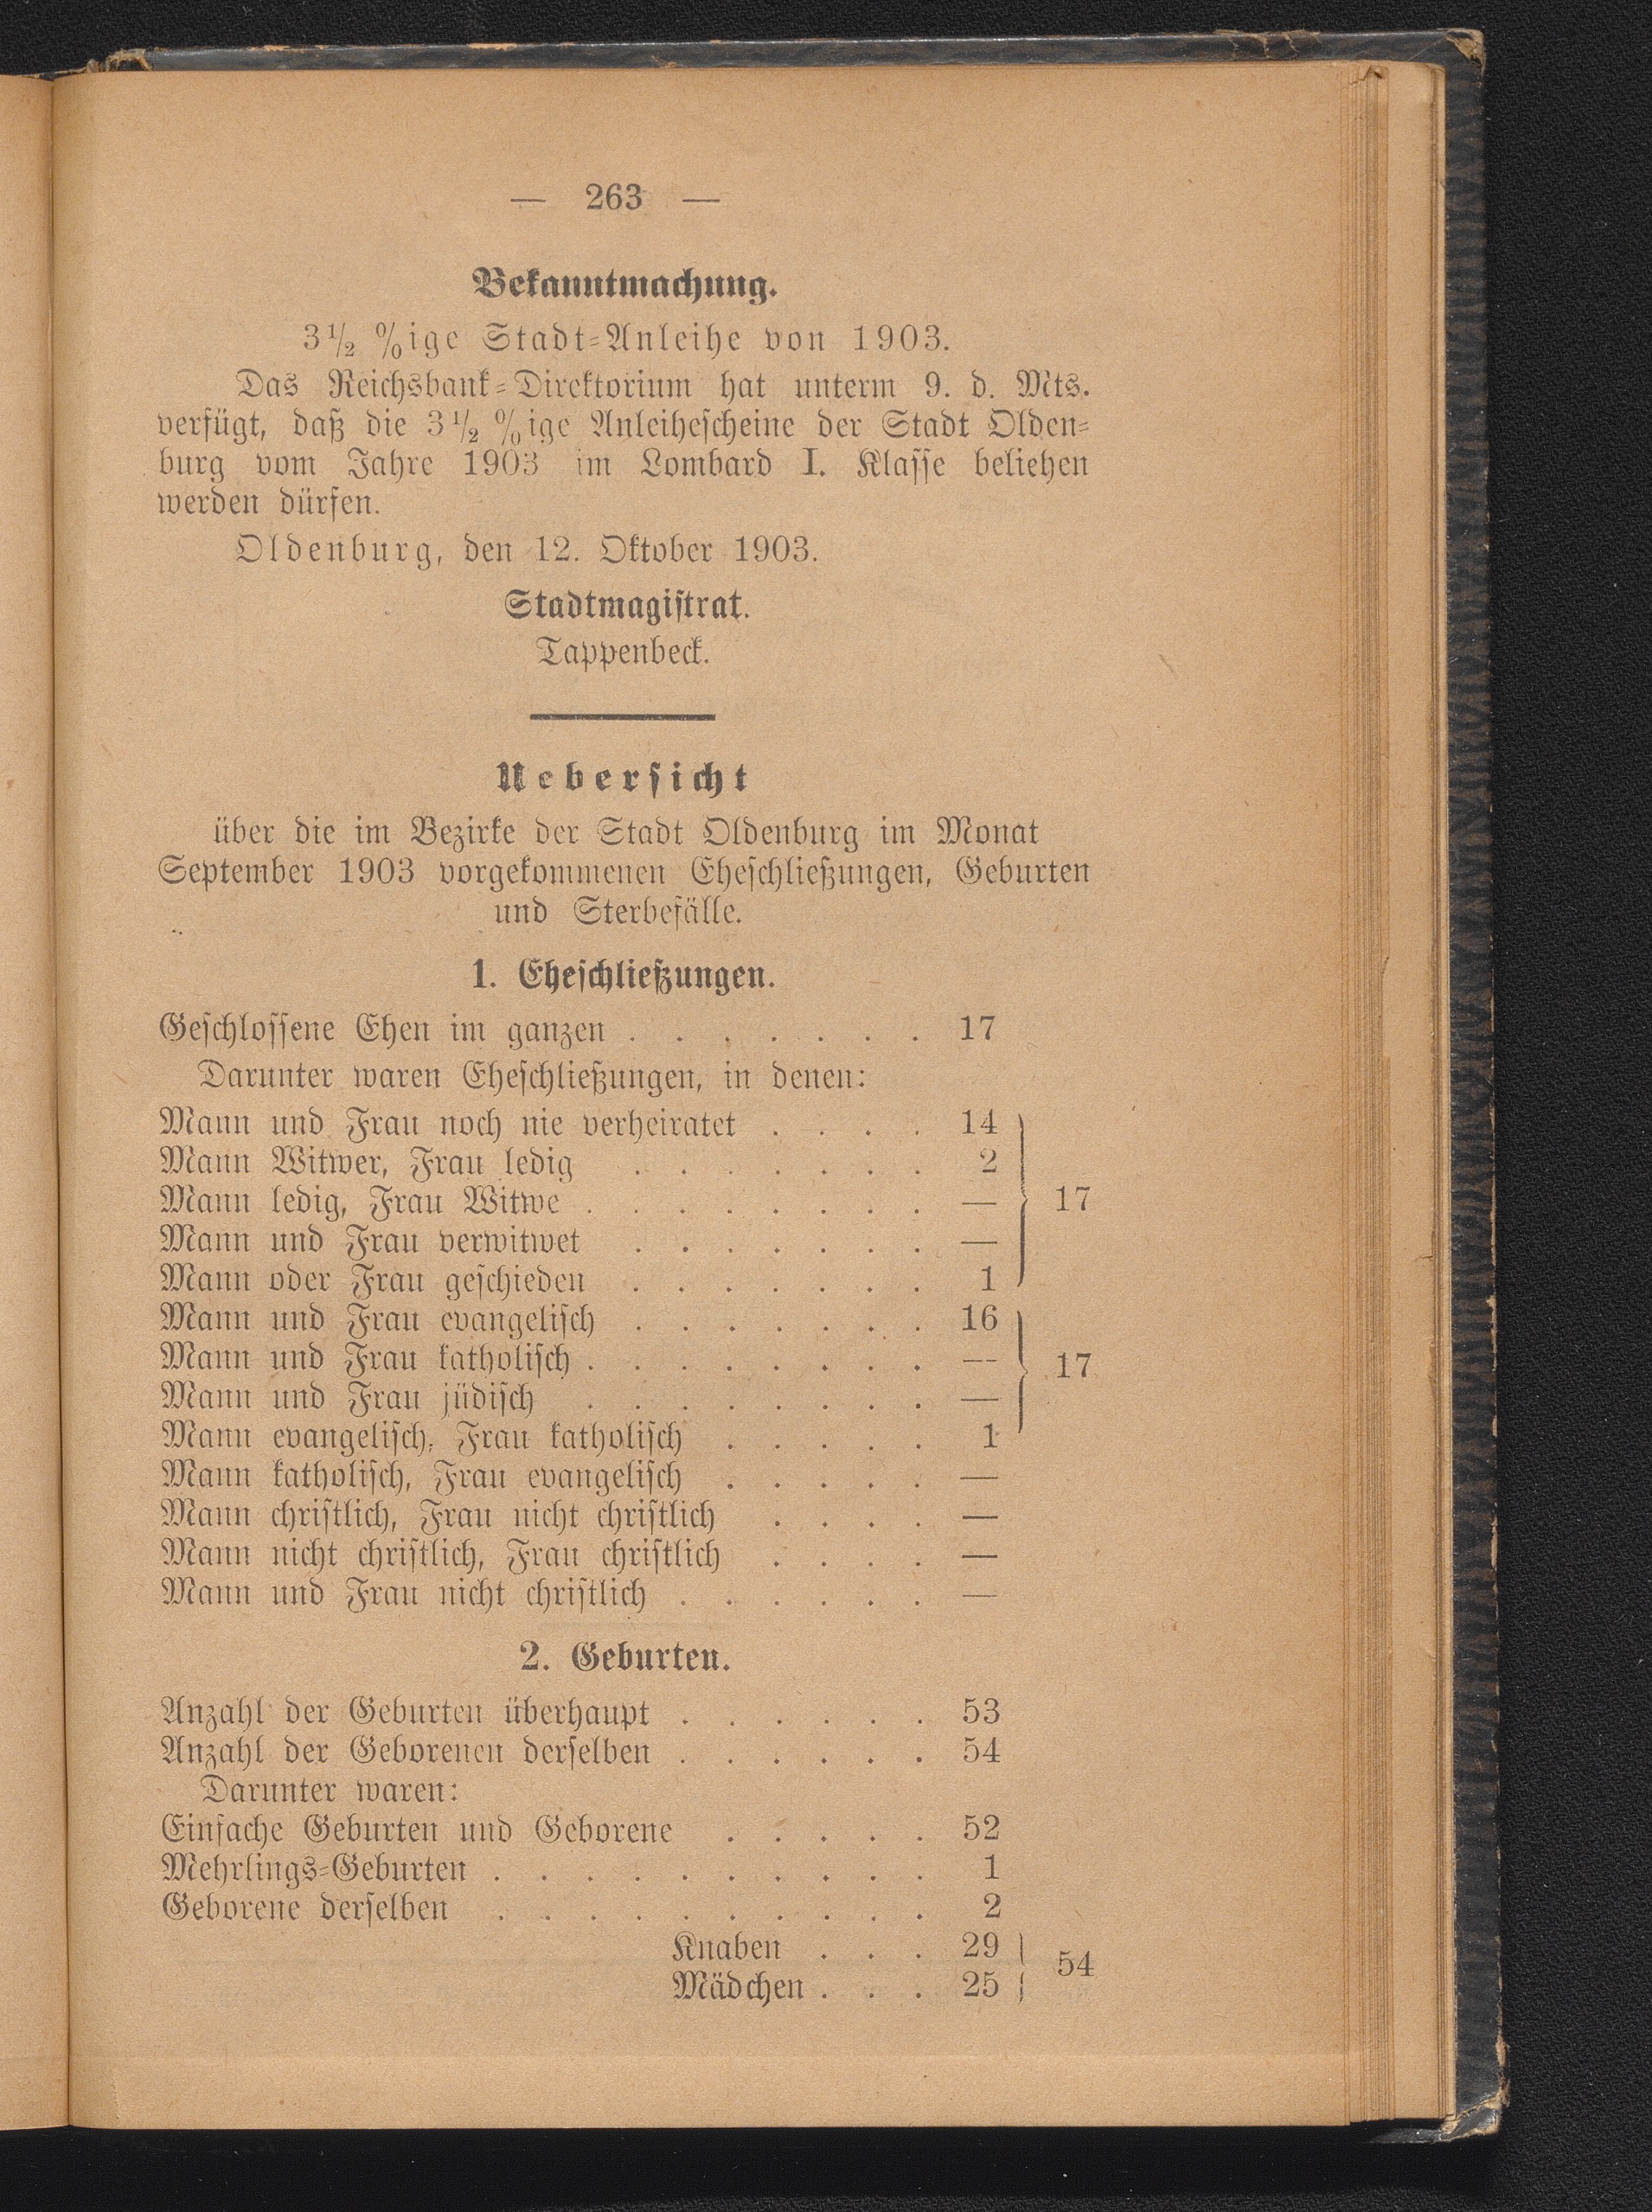 — 263 —
Bekanntmachung.
3½ %ige Stadt-Anleihe von 1903.
Das Reichsbank-Direktorium hat unterm 9. d. Mts.
verfügt, daß die 3½ %ige Anleihescheine der Stadt Olden-
burg vom Jahre 1903 im Lombard I. Klasse beliehen
werden dürfen.
Oldenburg, den 12. Oktober 1903.
Stadtmagistrat.
Tappenbeck.
Uebersicht
über die im Bezirke der Stadt Oldenburg im Monat
September 1903 vorgekommenen Eheschließungen, Geburten
und Sterbefälle.
1. Eheschließungen.
Geschlossene Ehen im ganzen . . . . . . . 17
Darunter waren Eheschließungen, in denen:
Mann und Frau noch nie verheiratet . . . . 14
Mann Witwer, Frau ledig . . . . . . . 2
Mann ledig, Frau Witwe . . . . . . . . — 17
Mann und Frau verwitwet . . . . . . . —
Mann oder Frau geschieden . . . . . . . 1
Mann und Frau evangelisch . . . . . . . 16
Mann und Frau katholisch . . . . . . . . — 17
Mann und Frau jüdisch . . . . . . . . —
Mann evangelisch, Frau katholisch . . . . . 1
Mann katholisch, Frau evangelisch . . . . . —
Mann christlich, Frau nicht christlich . . . . —
Mann nicht christlich, Frau christlich . . . . —
Mann und Frau nicht christlich . . . . . . —
2. Geburten.
Anzahl der Geburten überhaupt . . . . . . 53
Anzahl der Geborenen derselben . . . . . . 54
Darunter waren:
Einfache Geburten und Geborene . . . . . 52
Mehrlings-Geburten . . . . . . . . . . 1
Geborene derselben . . . . . . . . . . 2
Knaben . . . 29
54
Mädchen . . . 25